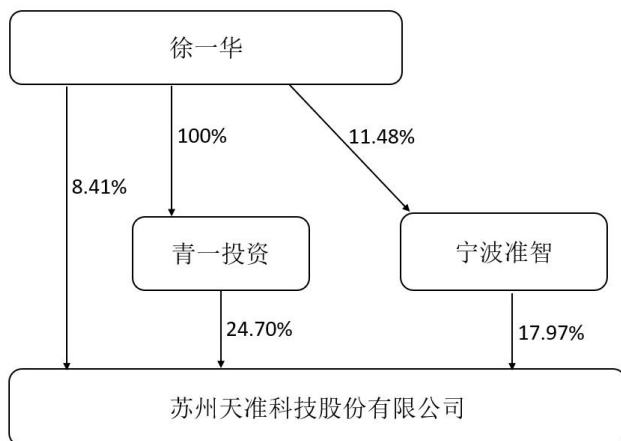 徐一华
100%
11.48%
8.41%
青一投资
宁波准智
24.70%
17.97%
苏州天准科技股份有限公司